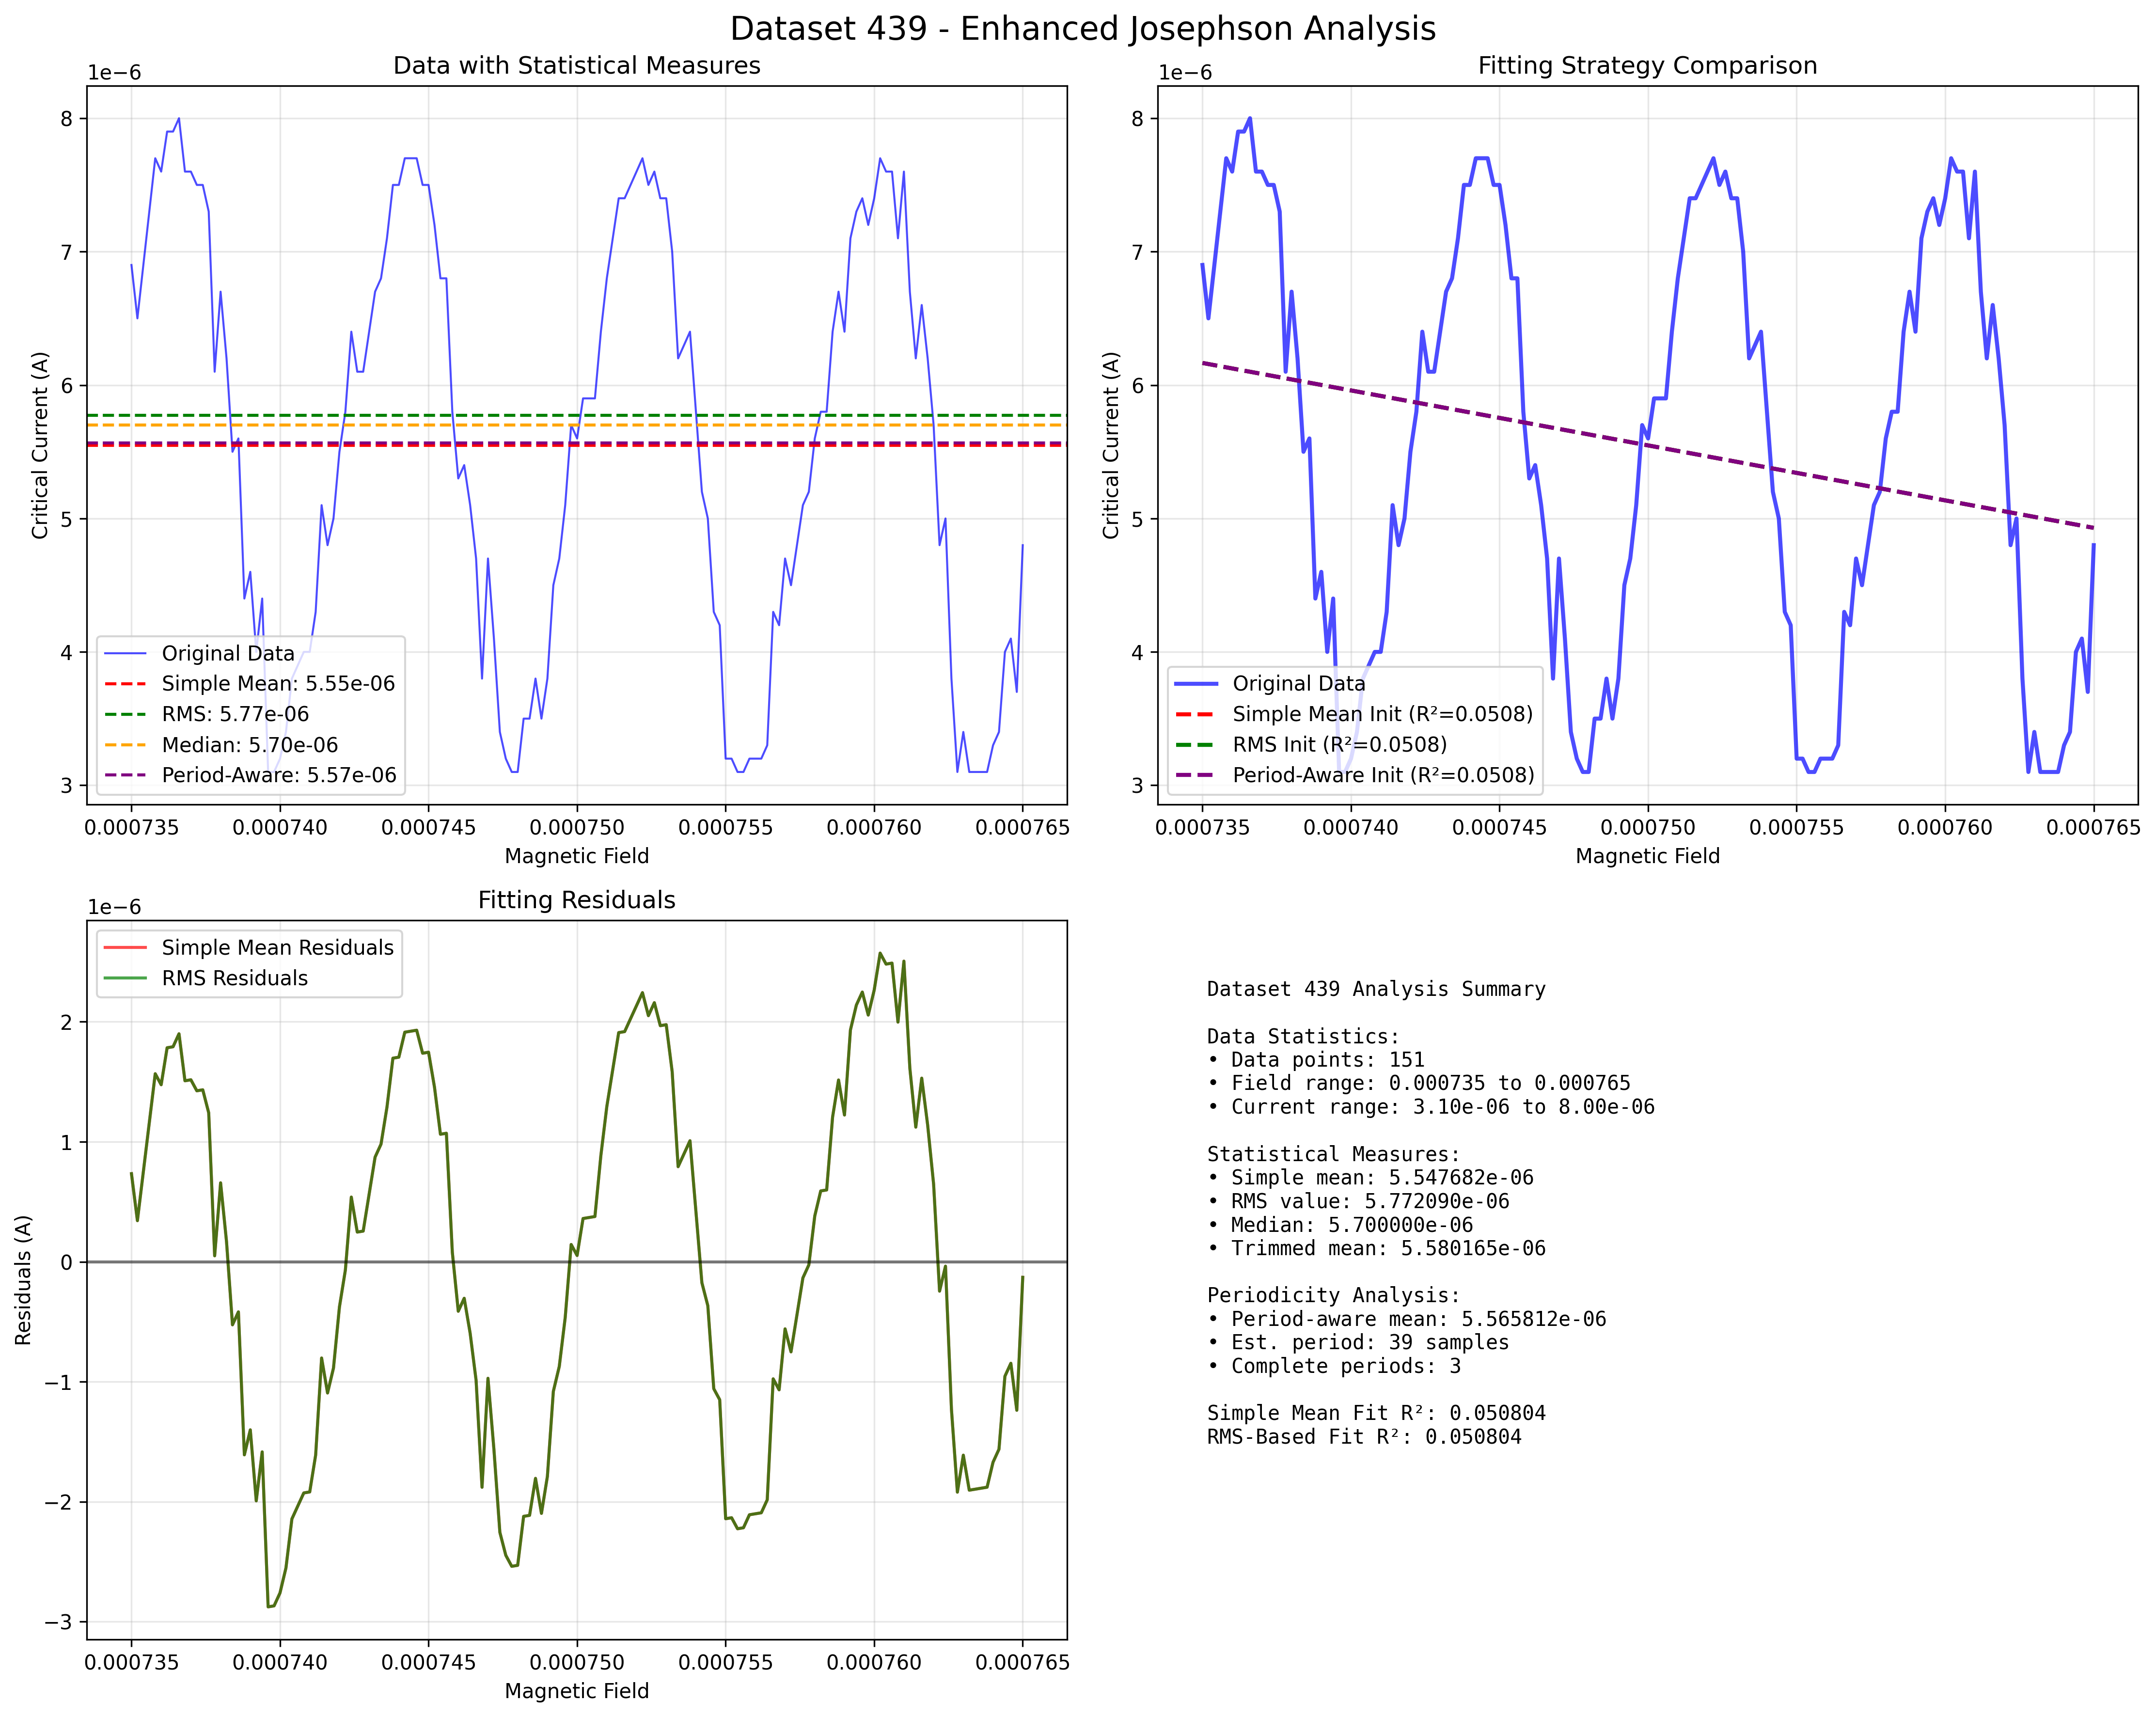 Dataset 439 - Enhanced Josephson Analysis
Data with Statistical Measures
1e−6
8
7
6
5
4
3
Critical Current (A)
Original Data
Simple Mean: 5.55e-06
RMS: 5.77e-06
Median: 5.70e-06
Period-Aware: 5.57e-06
0.000735 0.000740 0.000745 0.000750 0.000755 0.000760 0.000765
Magnetic Field
Fitting Strategy Comparison
1e−6
8
7
6
5
4
3
Critical Current (A)
Original Data
Simple Mean Init (R²=0.0508)
RMS Init (R²=0.0508)
Period-Aware Init (R²=0.0508)
0.000735 0.000740 0.000745 0.000750 0.000755 0.000760 0.000765
Magnetic Field
Fitting Residuals
1e−6
Simple Mean Residuals
RMS Residuals
2
1
0
−1
−2
−3
Residuals (A)
0.000735 0.000740 0.000745 0.000750 0.000755 0.000760 0.000765
Magnetic Field
Dataset 439 Analysis Summary
Data Statistics:
• Data points: 151
• Field range: 0.000735 to 0.000765
• Current range: 3.10e-06 to 8.00e-06
Statistical Measures:
• Simple mean: 5.547682e-06
• RMS value: 5.772090e-06
• Median: 5.700000e-06
• Trimmed mean: 5.580165e-06
Periodicity Analysis:
• Period-aware mean: 5.565812e-06
• Est. period: 39 samples
• Complete periods: 3
Simple Mean Fit R²: 0.050804
RMS-Based Fit R²: 0.050804